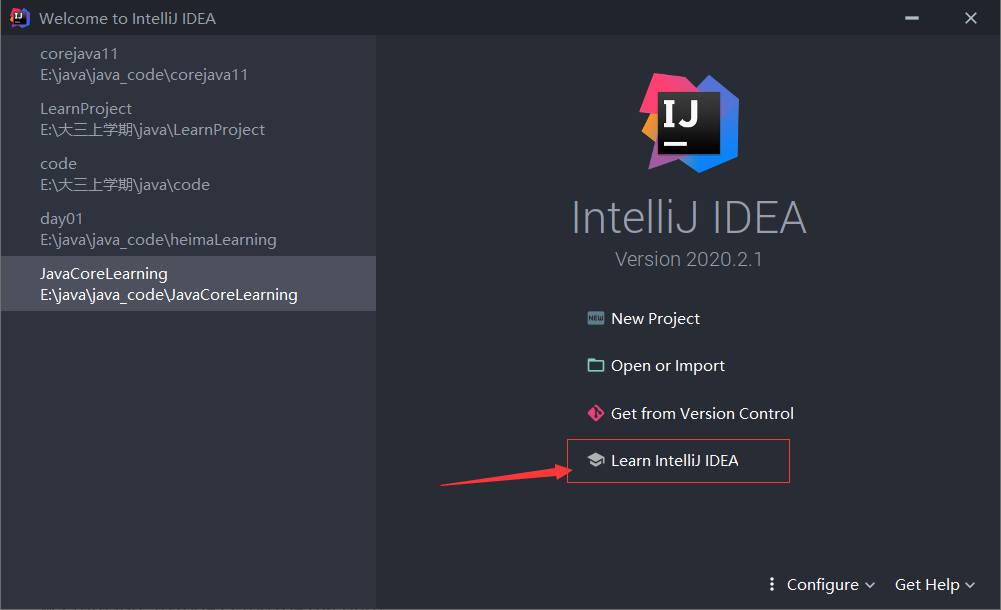 Welcome to IntelliJ IDEA
corejava11
E:\java\java_code\corejava11
LearnProject
E:\大三上学期\java\LearnProject
code
E:\大三上学期\java\code
day01
E:\java\java_code\heimaLearning
JavaCoreLearning
E:\java\java_code\JavaCoreLearning
IJ
IntelliJ IDEA
Version 2020.2.1
NEW New Project
Open or Import
Get from Version Control
Learn IntelliJ IDEA
Configure
Get Help